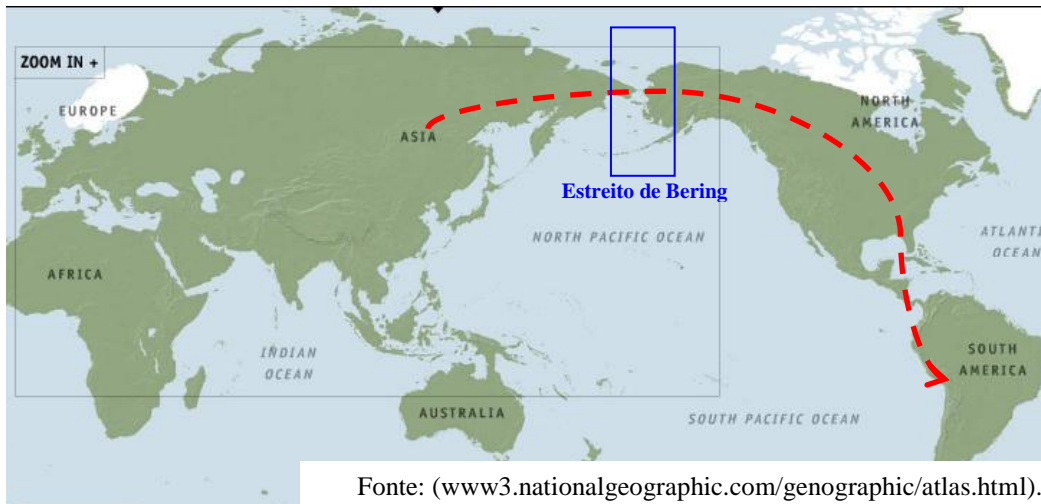 ZOOM IN +
EUROPE
ASIA
NORTH
AMERICA
Estreito de Bering
NORTH PACIFIC OCEAN
ATLANTI
OCEAN
AFRICA
INDIAN
OCEAN
SOUTH
AMERICA
AUSTRALIA
SOUTH PACIFIC OCEAN
Fonte: (www3.nationalgeographic.com/genographic/atlas.html).